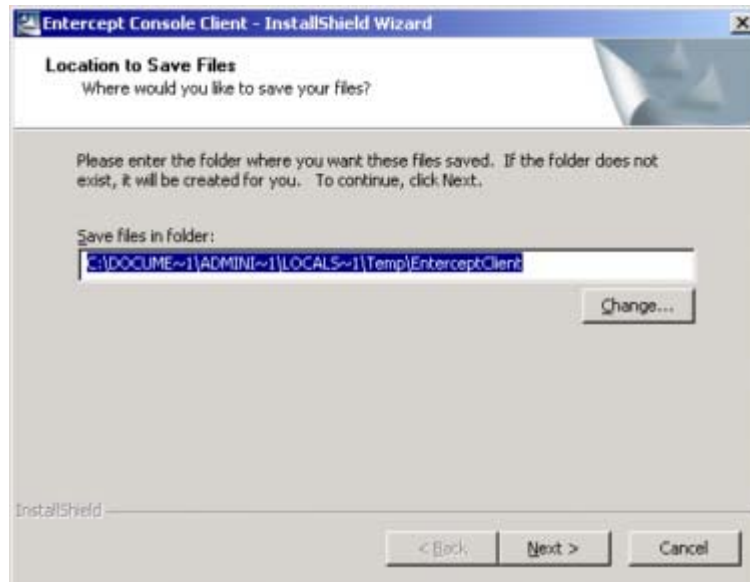 Entercept Console Client - InstallShield Wizard
Location to Save Files
Where would you like to save your files?
Please enter the folder where you want these files saved. If the folder does not
exist, it will be created for you. To continue, click Next.
Save files in folder:
C:\DOCUME~1\ADMINI~1\LOCALS~1\Temp\EnterceptClient
Change...
InstallShield
< Back
Next >
Cancel